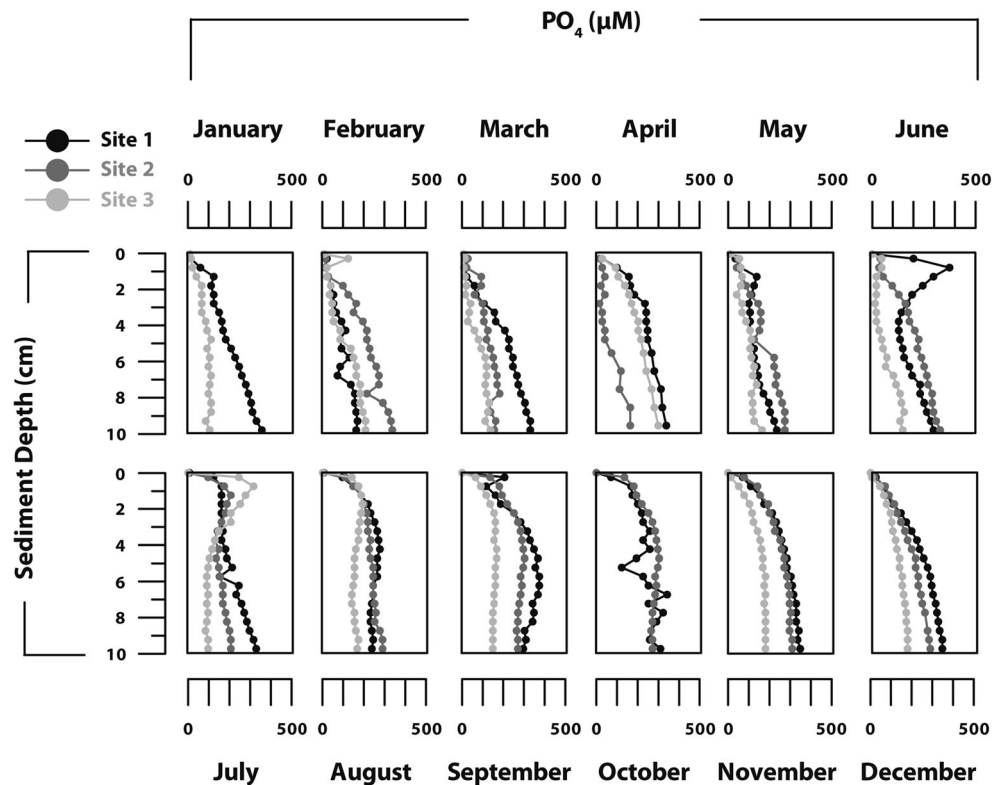 PO4 (µM)
January February March April May June
Site 1
Site 2
Site 3
0 500 0 500 0 500 0 500 0 500 0 500
Sediment Depth (cm)
0
2
4
6
8
10
0
2
4
6
8
10
0 500 0 500 0 500 0 500 0 500 0 500
July August September October November December